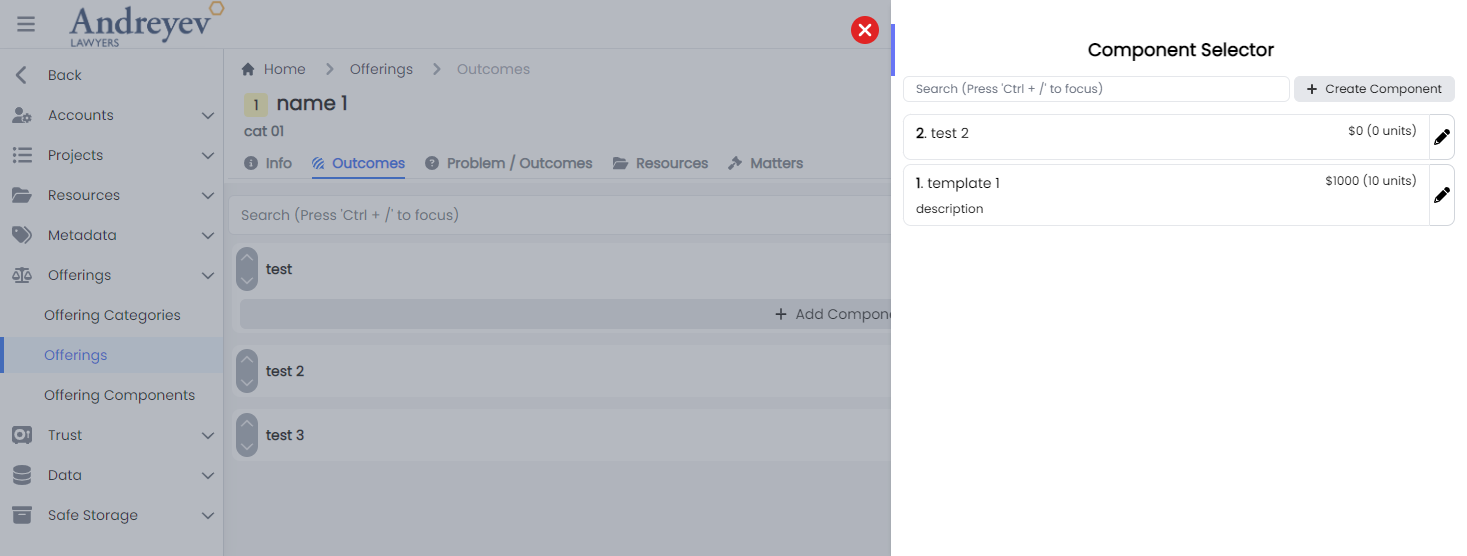 Andreyev
LAWYERS
Back
Accounts
Projects
Resources
Metadata
Offerings
Offering Categories
Offerings
Offering Components
Trust
Data
Safe Storage
Home > Offerings > Outcomes
1 name 1
cat 01
Info Outcomes Problem / Outcomes Resources Matters
Search (Press 'Ctrl + /' to focus)
test
+ Add Compone
test 2
test 3
Component Selector
Search (Press 'Ctrl + /' to focus) + Create Component
2. test 2 $0 (0 units)
1. template 1 $1000 (10 units)
description